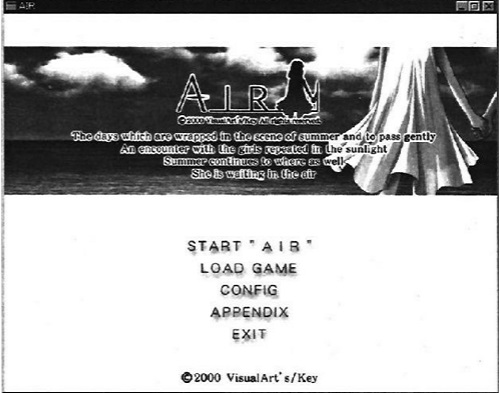 AIR
AIR
©2000 VisualArt's/Key All rights reserved.
The days which are wrapped in the scene of summer and to pass gently
An encounter with the girls repeated in the sunlight
Summer continues to where as well
She is waiting in the air
START "AIR"
LOAD GAME
CONFIG
APPENDIX
EXIT
©2000 VisualArt's/Key